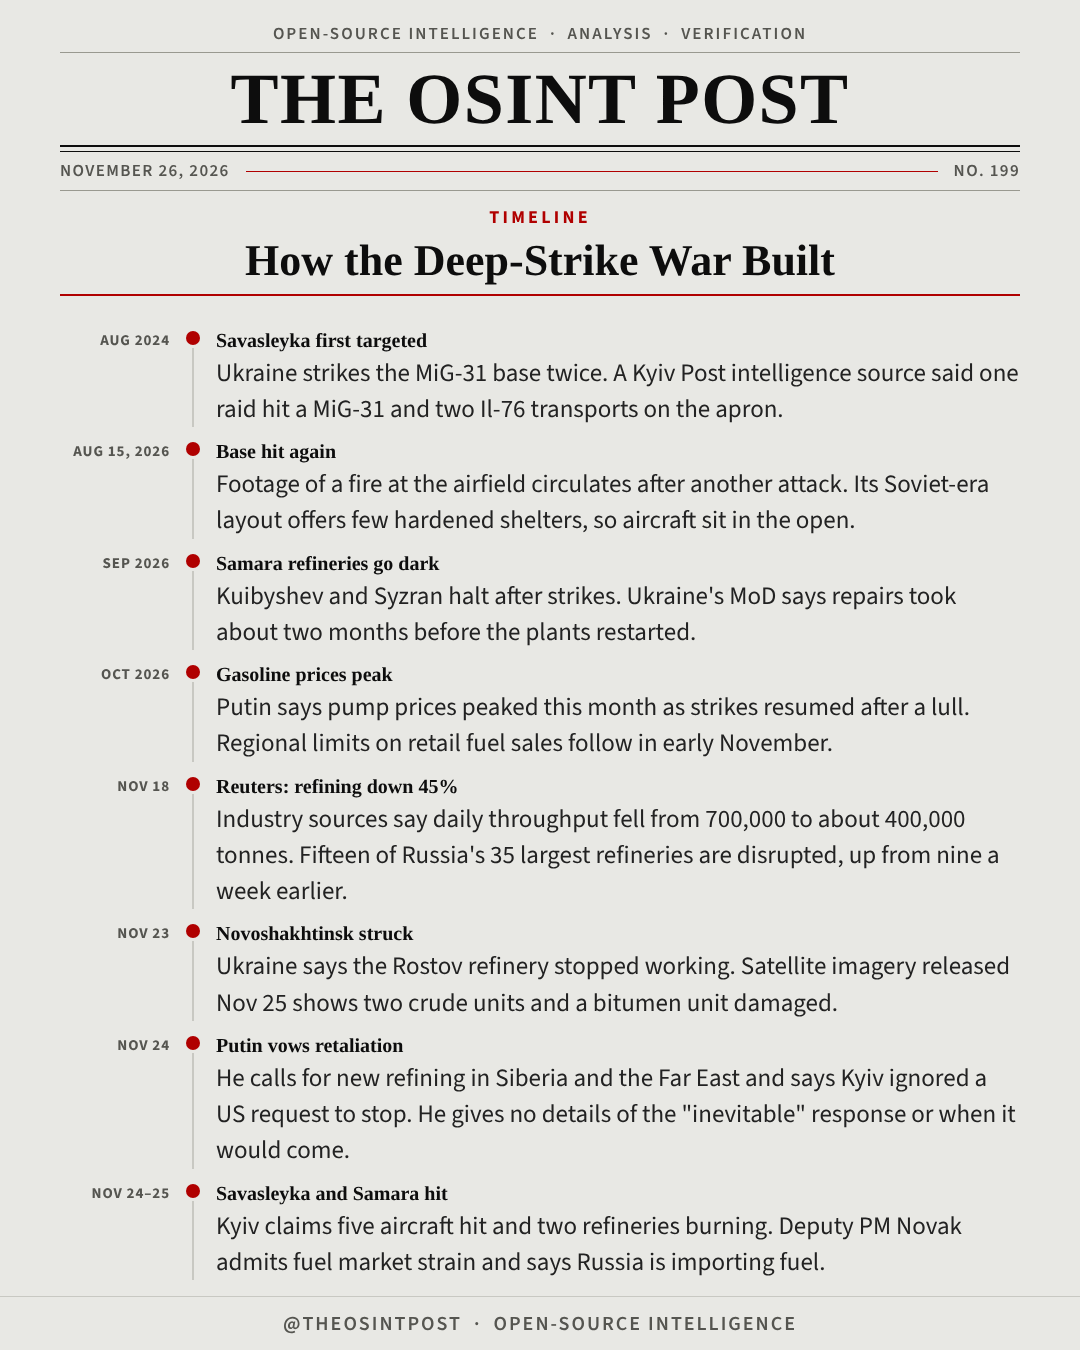 OPEN-SOURCE INTELLIGENCE · ANALYSIS · VERIFICATION
THE OSINT POST
NOVEMBER 26, 2026 NO. 199
TIMELINE
How the Deep-Strike War Built
AUG 2024 Savasleyka first targeted
Ukraine strikes the MiG-31 base twice. A Kyiv Post intelligence source said one
raid hit a MiG-31 and two Il-76 transports on the apron.
AUG 15, 2026 Base hit again
Footage of a fire at the airfield circulates after another attack. Its Soviet-era
layout offers few hardened shelters, so aircraft sit in the open.
SEP 2026 Samara refineries go dark
Kuibyshev and Syzran halt after strikes. Ukraine's MoD says repairs took
about two months before the plants restarted.
OCT 2026 Gasoline prices peak
Putin says pump prices peaked this month as strikes resumed after a lull.
Regional limits on retail fuel sales follow in early November.
NOV 18 Reuters: refining down 45%
Industry sources say daily throughput fell from 700,000 to about 400,000
tonnes. Fifteen of Russia's 35 largest refineries are disrupted, up from nine a
week earlier.
NOV 23 Novoshakhtinsk struck
Ukraine says the Rostov refinery stopped working. Satellite imagery released
Nov 25 shows two crude units and a bitumen unit damaged.
NOV 24 Putin vows retaliation
He calls for new refining in Siberia and the Far East and says Kyiv ignored a
US request to stop. He gives no details of the "inevitable" response or when it
would come.
NOV 24–25 Savasleyka and Samara hit
Kyiv claims five aircraft hit and two refineries burning. Deputy PM Novak
admits fuel market strain and says Russia is importing fuel.
@THEOSINTPOST · OPEN-SOURCE INTELLIGENCE